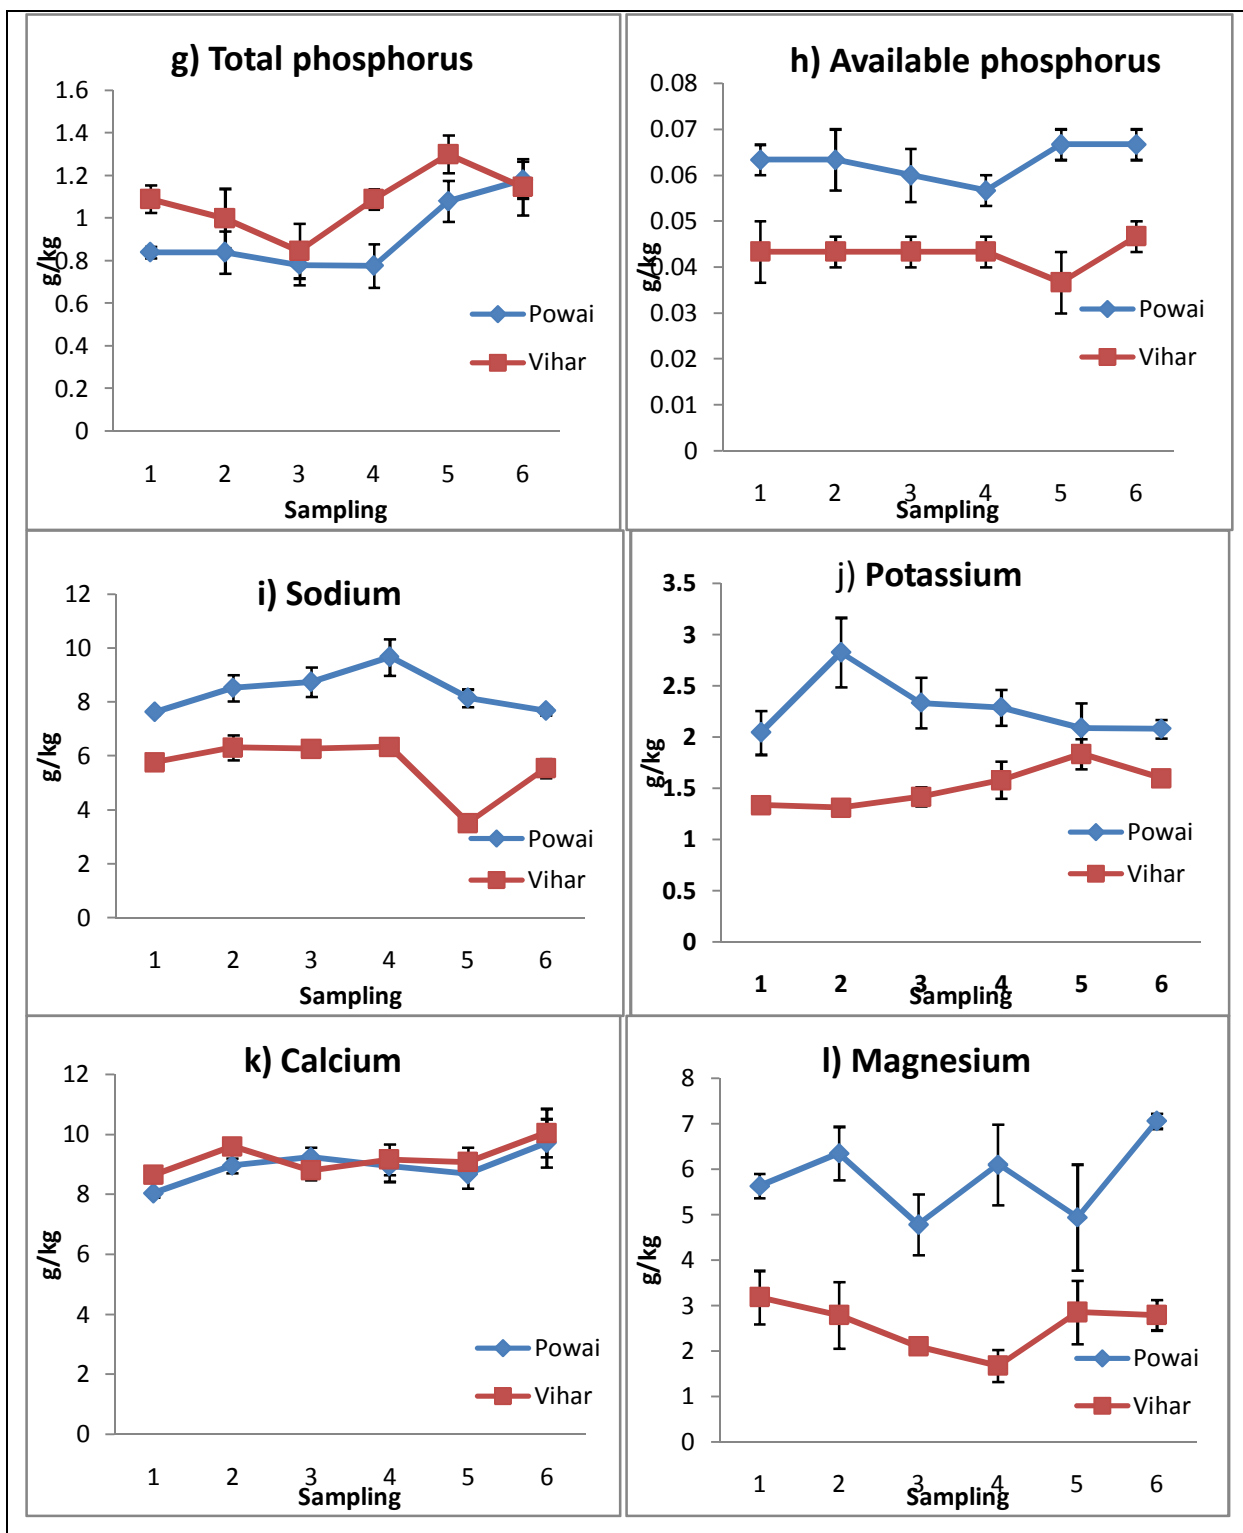 g) Total phosphorus
1.6
1.4
1.2
1
0.8
0.6
0.4
0.2
0
g/kg
Powai
Vihar
1 2 3 4 5 6
Sampling
h) Available phosphorus
0.08
0.07
0.06
0.05
0.04
0.03
0.02
0.01
0
g/kg
Powai
Vihar
1 2 3 4 5 6
Sampling
i) Sodium
12
10
8
6
4
2
0
g/kg
Powai
Vihar
1 2 3 4 5 6
Sampling
j) Potassium
3.5
3
2.5
2
1.5
1
0.5
0
g/kg
Powai
Vihar
1 2 3 4 5 6
Sampling
k) Calcium
12
10
8
6
4
2
0
g/kg
Powai
Vihar
1 2 3 4 5 6
Sampling
l) Magnesium
8
7
6
5
4
3
2
1
0
g/kg
Powai
Vihar
1 2 3 4 5 6
Sampling